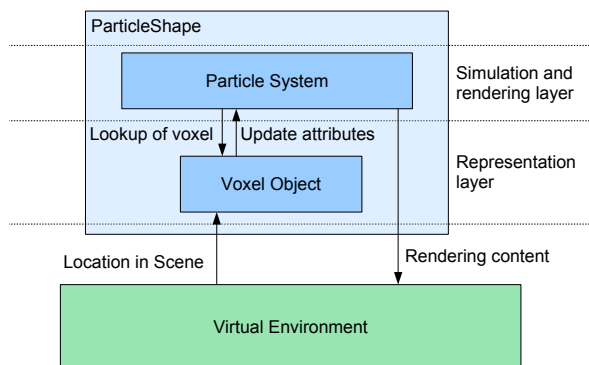 ParticleShape
Particle System
Simulation and
rendering layer
Lookup of voxel
Update attributes
Voxel Object
Representation
layer
Location in Scene
Rendering content
Virtual Environment